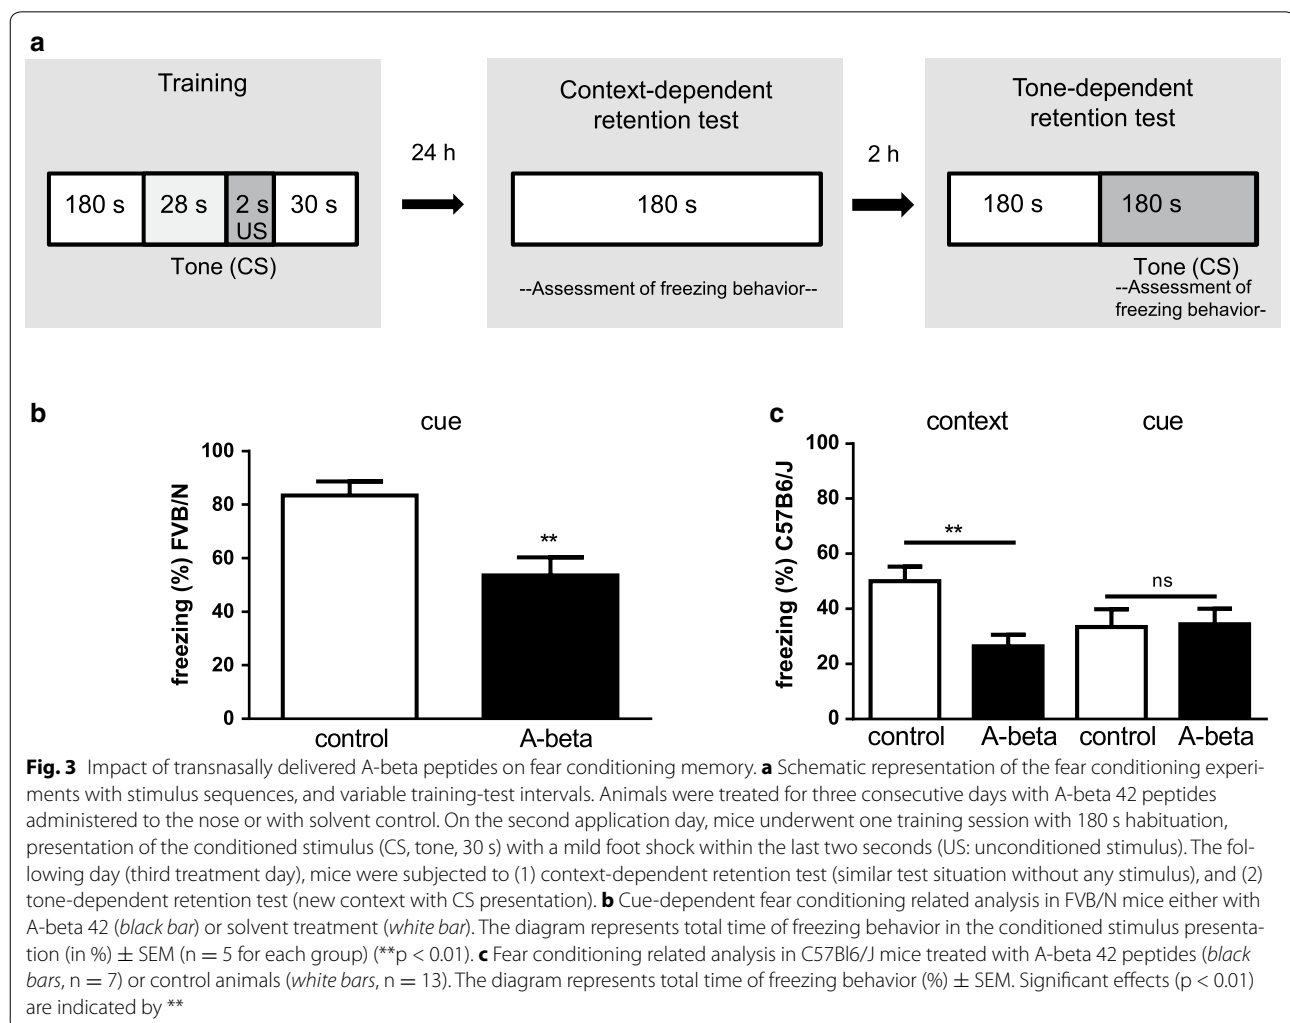 a
Training
180 s 28 s 2 s 30 s
US
Tone (CS)
24 h
Context-dependent
retention test
180 s
--Assessment of freezing behavior--
2 h
Tone-dependent
retention test
180 s 180 s
Tone (CS)
--Assessment of
freezing behavior-
b
cue
freezing (%) FVB/N
100
80
60
40
20
0
**
control A-beta
c
context cue
freezing (%) C57B6/J
100
80
60
40
20
0
**
ns
control A-beta control A-beta
Fig. 3 Impact of transnasally delivered A-beta peptides on fear conditioning memory. a Schematic representation of the fear conditioning experi-
ments with stimulus sequences, and variable training-test intervals. Animals were treated for three consecutive days with A-beta 42 peptides
administered to the nose or with solvent control. On the second application day, mice underwent one training session with 180 s habituation,
presentation of the conditioned stimulus (CS, tone, 30 s) with a mild foot shock within the last two seconds (US: unconditioned stimulus). The fol-
lowing day (third treatment day), mice were subjected to (1) context-dependent retention test (similar test situation without any stimulus), and (2)
tone-dependent retention test (new context with CS presentation). b Cue-dependent fear conditioning related analysis in FVB/N mice either with
A-beta 42 (black bar) or solvent treatment (white bar). The diagram represents total time of freezing behavior in the conditioned stimulus presenta-
tion (in %) ± SEM (n = 5 for each group) (**p < 0.01). c Fear conditioning related analysis in C57Bl6/J mice treated with A-beta 42 peptides (black
bars, n = 7) or control animals (white bars, n = 13). The diagram represents total time of freezing behavior (%) ± SEM. Significant effects (p < 0.01)
are indicated by **